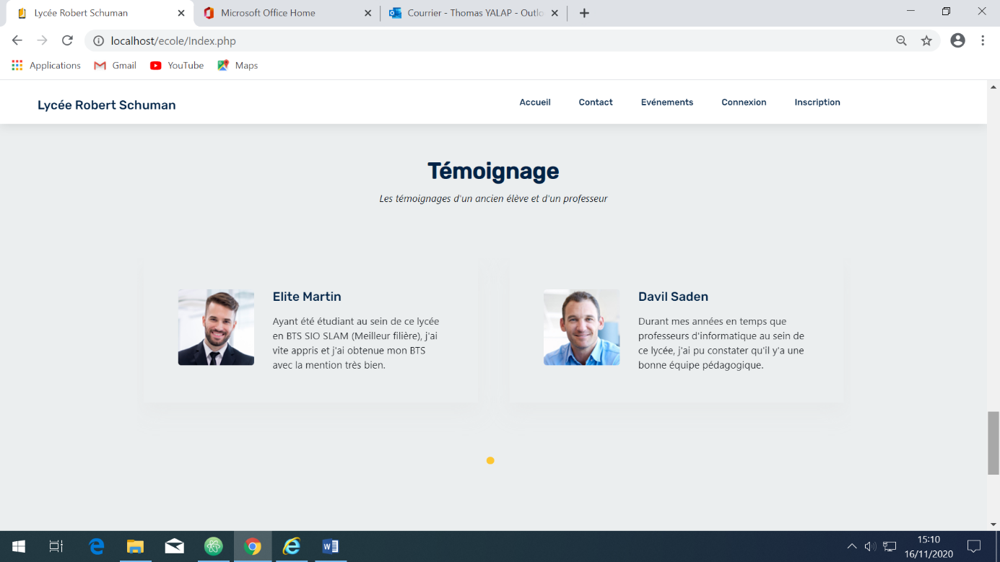 Lycée Robert Schuman
Microsoft Office Home
Courrier - Thomas YALAP - Outlo
localhost/ecole/Index.php
Applications
Gmail
YouTube
Maps
Lycée Robert Schuman
Accueil
Contact
Evénements
Connexion
Inscription
Témoignage
Les témoignages d'un ancien élève et d'un professeur
Elite Martin
Ayant été étudiant au sein de ce lycée
en BTS SIO SLAM (Meilleur filière), j'ai
vite appris et j'ai obtenue mon BTS
avec la mention très bien.
Davil Saden
Durant mes années en temps que
professeurs d'informatique au sein de
ce lycée, j'ai pu constater qu'il y'a une
bonne équipe pédagogique.
15:10
16/11/2020